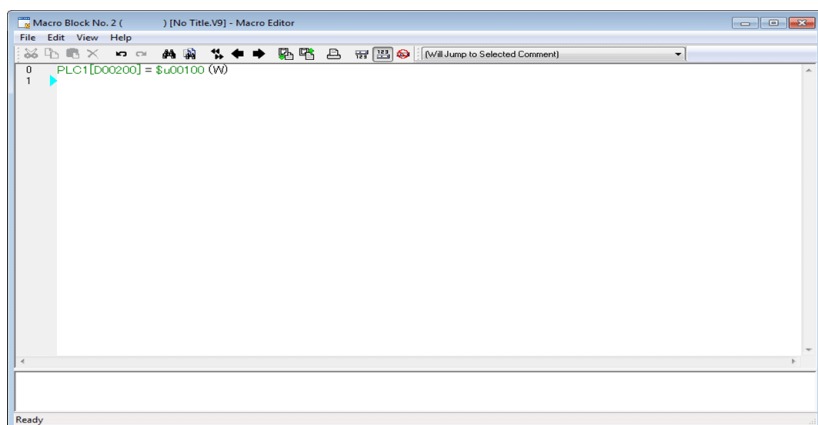 Macro Block No. 2 ( ) [No Title.V9] - Macro Editor
File Edit View Help
(Will Jump to Selected Comment)
0 PLC1[D00200] = $u00100 (W)
1
Ready